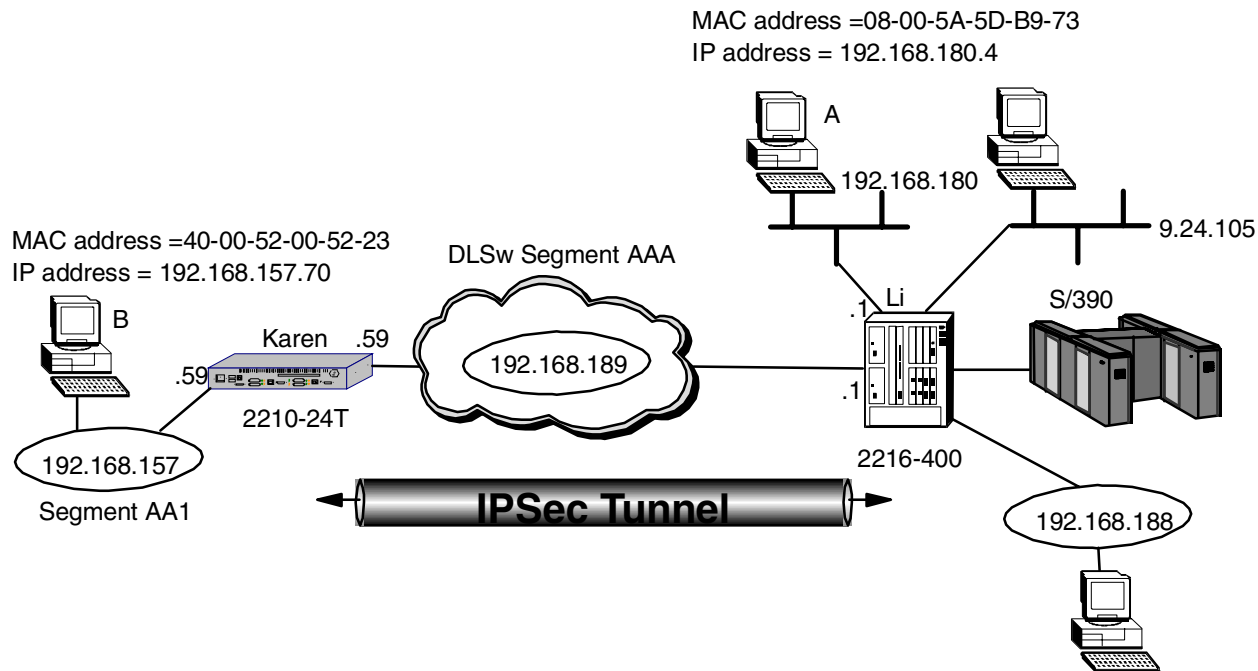 MAC address =08-00-5A-5D-B9-73
IP address = 192.168.180.4
A
192.168.180
9.24.105
MAC address =40-00-52-00-52-23
IP address = 192.168.157.70
B
DLSw Segment AAA
Li
S/390
Karen
.59
.1
192.168.189
.59
.1
2210-24T
2216-400
192.168.157
IPSec Tunnel
Segment AA1
192.168.188